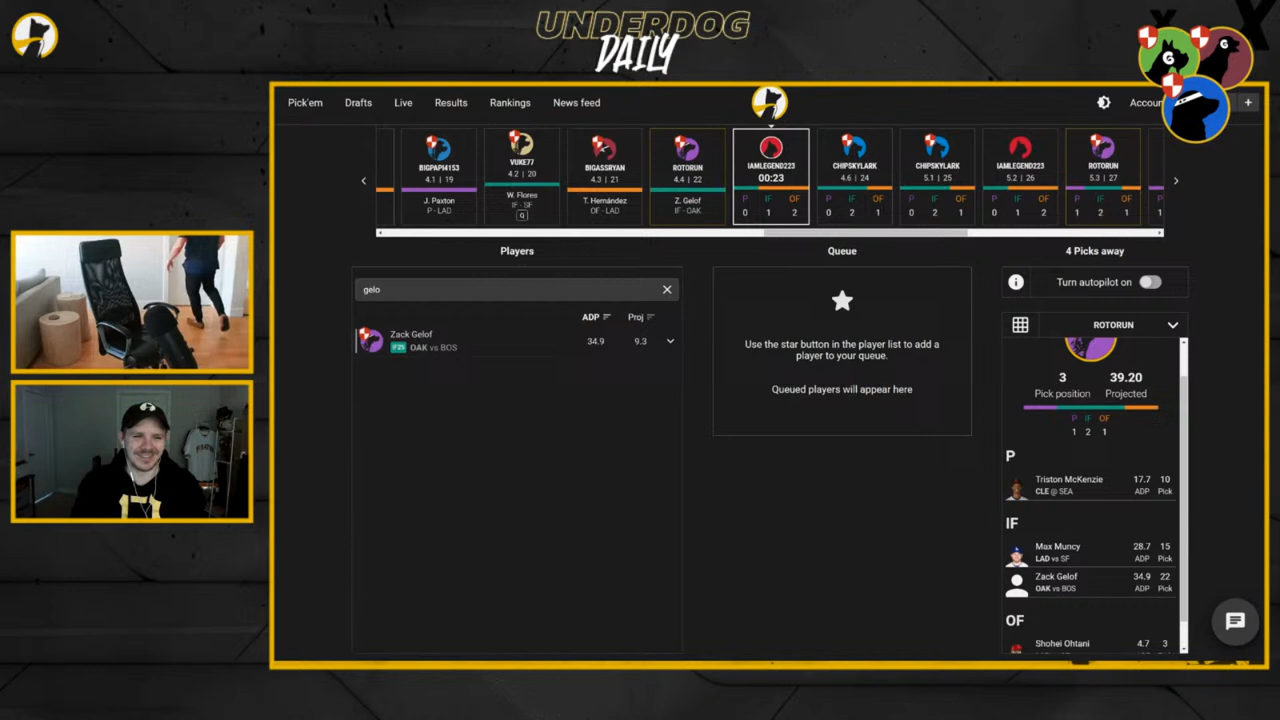 UNDERDOG
DAILY
Pick'em Drafts Live Results Rankings News feed
Accou
+
BIGPAPI4153
4.1 | 19
J. Paxton
P - LAD
VUKE77
4.2 | 20
W. Flores
IF - SF
Q
BIGASSRYAN
4.3 | 21
T. Hernández
OF - LAD
ROTORUN
4.4 | 22
Z. Gelof
IF - OAK
IAMLEGEND223
00:23
P IF OF
0 1 2
CHIPSKYLARK
4.6 | 24
P IF OF
0 2 1
CHIPSKYLARK
5.1 | 25
P IF OF
0 2 1
IAMLEGEND223
5.2 | 26
P IF OF
0 1 2
ROTORUN
5.3 | 27
P IF OF
1 2 1
P
1
Players
gelo
ADP Proj
Zack Gelof
IF25 OAK vs BOS
34.9 9.3
Queue
Use the star button in the player list to add a
player to your queue.
Queued players will appear here
4 Picks away
Turn autopilot on
ROTORUN
3 39.20
Pick position Projected
P IF OF
1 2 1
P
Triston McKenzie 17.7 10
CLE @ SEA ADP Pick
IF
Max Muncy 28.7 15
LAD vs SF ADP Pick
Zack Gelof 34.9 22
OAK vs BOS ADP Pick
OF
Shohei Ohtani 4.7 3